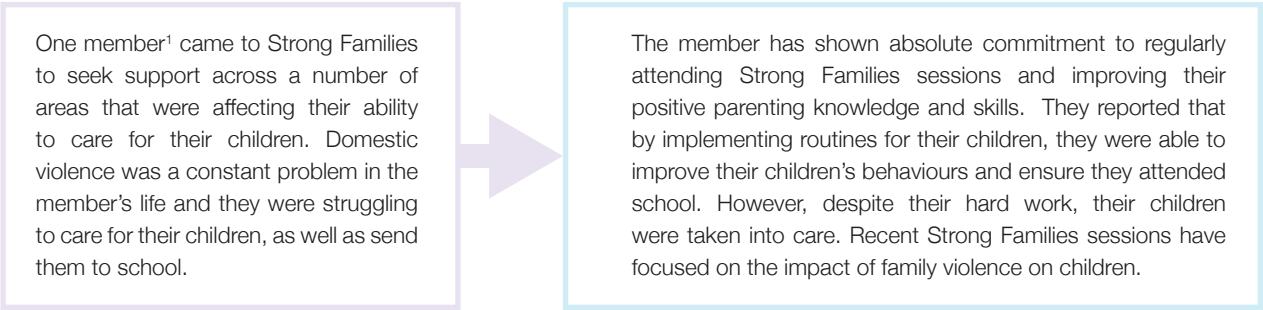 One member¹ came to Strong Families
to seek support across a number of
areas that were affecting their ability
to care for their children. Domestic
violence was a constant problem in the
member’s life and they were struggling
to care for their children, as well as send
them to school.
The member has shown absolute commitment to regularly
attending Strong Families sessions and improving their
positive parenting knowledge and skills. They reported that
by implementing routines for their children, they were able to
improve their children’s behaviours and ensure they attended
school. However, despite their hard work, their children
were taken into care. Recent Strong Families sessions have
focused on the impact of family violence on children.